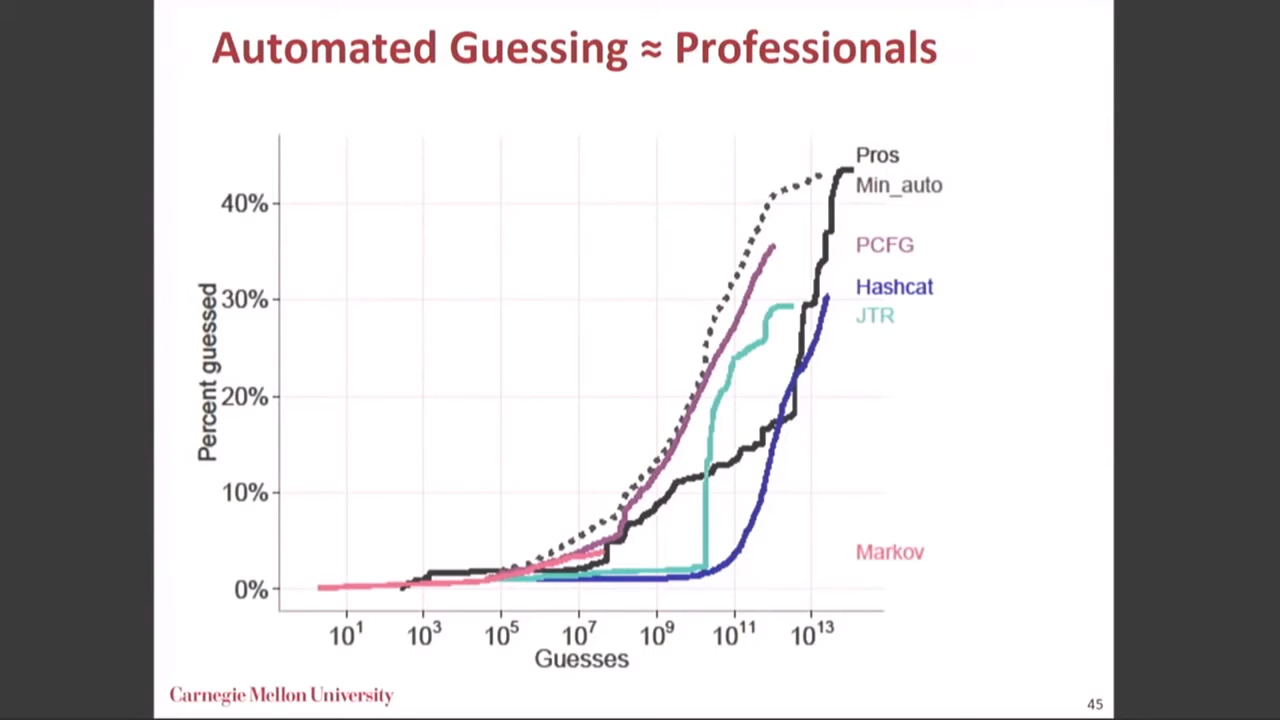 Automated Guessing ≈ Professionals
Pros
Min_auto
PCFG
Hashcat
JTR
Markov
Percent guessed
40%
30%
20%
10%
0%
10¹ 10³ 10⁵ 10⁷ 10⁹ 10¹¹ 10¹³
Guesses
Carnegie Mellon University
45